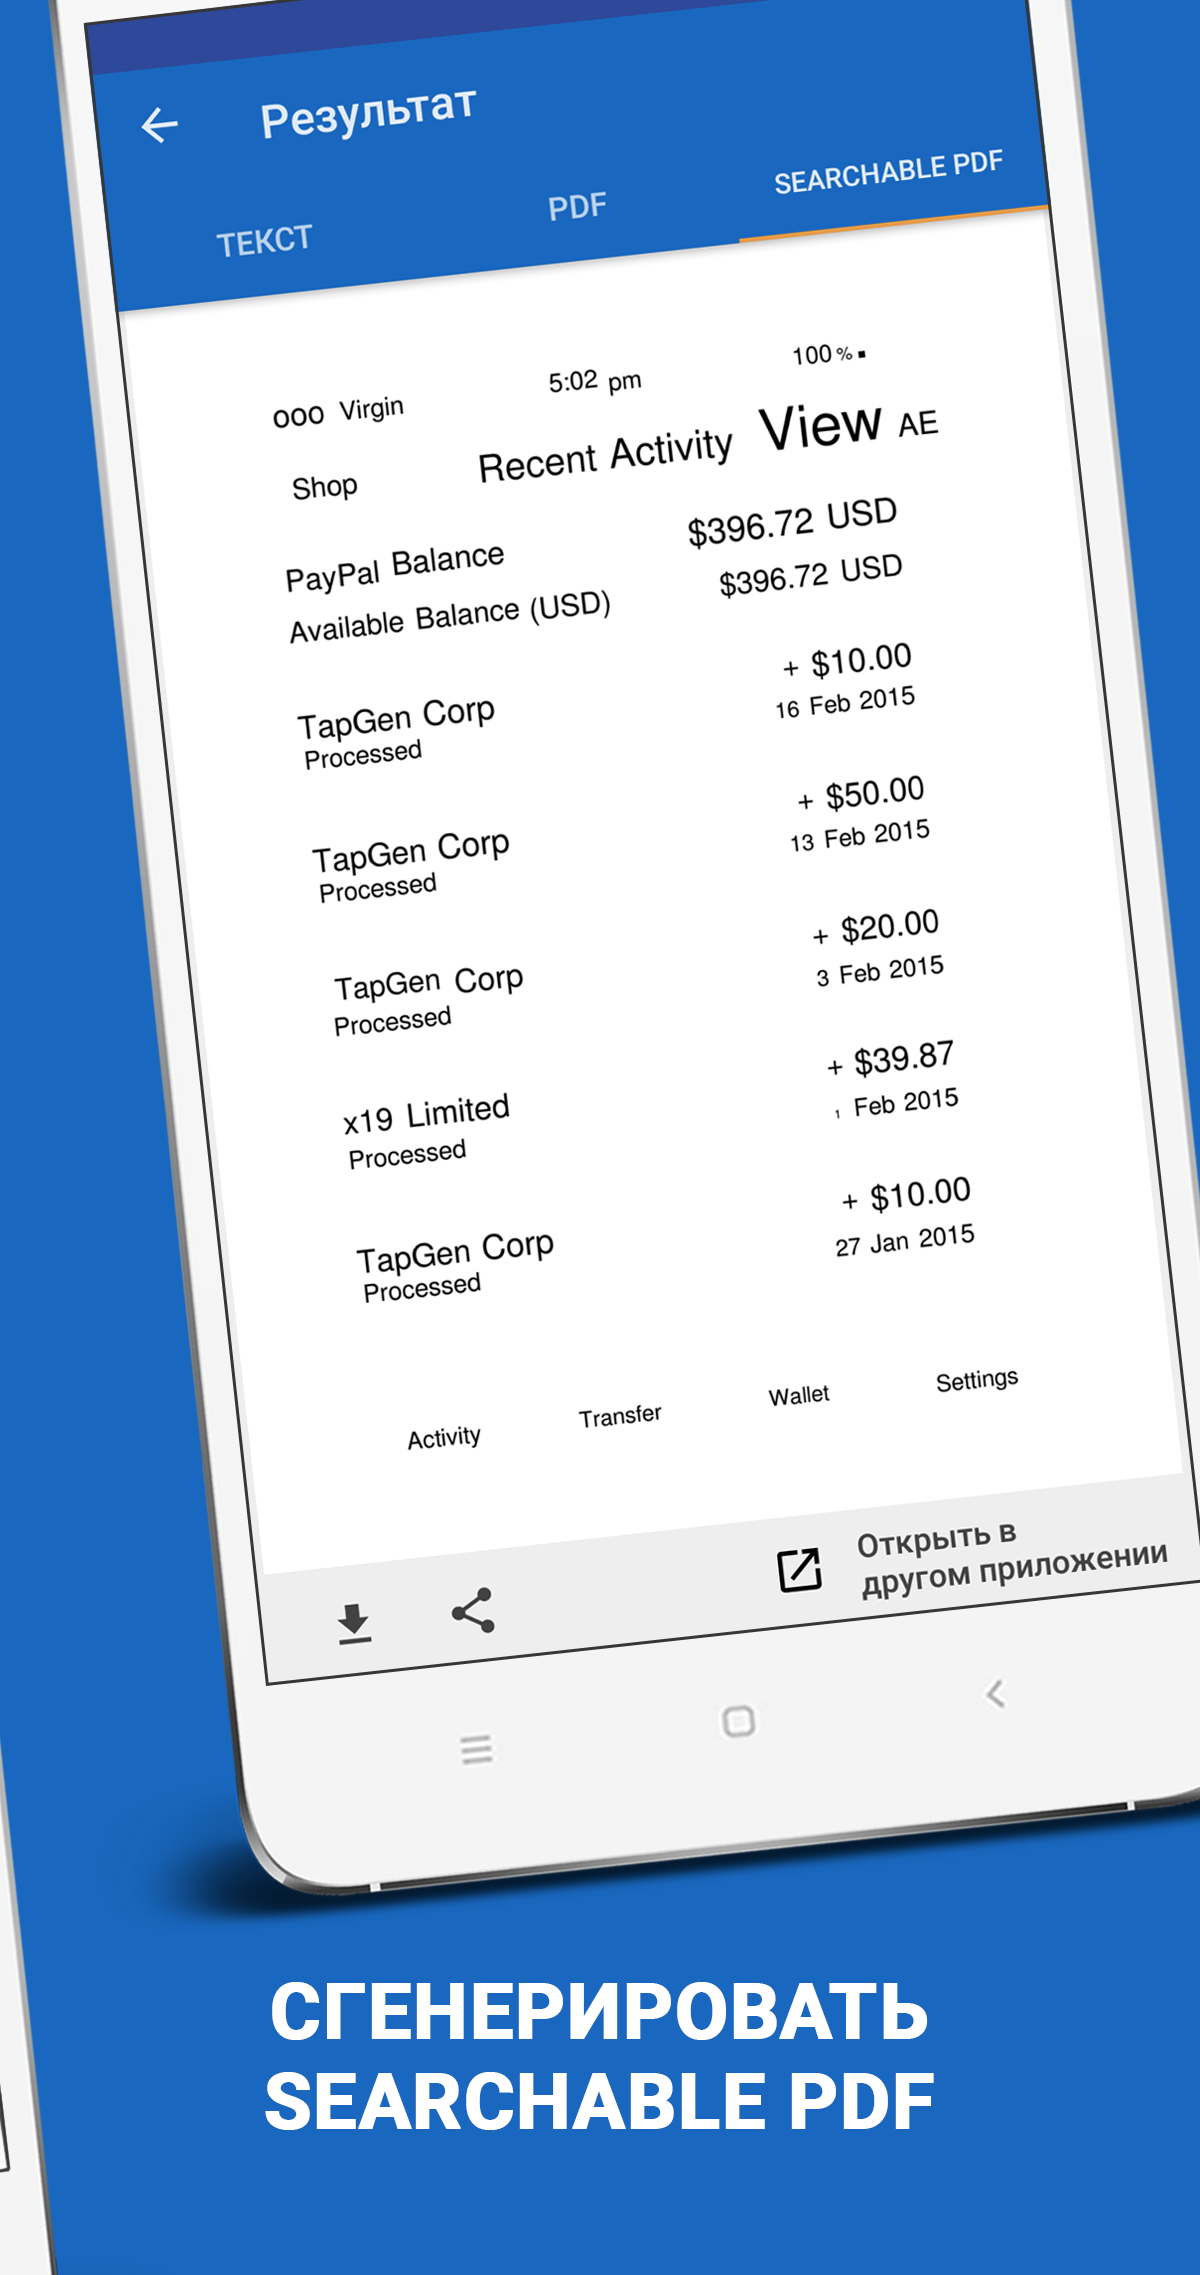 Результат
ТЕКСТ PDF SEARCHABLE PDF
ooo Virgin 5:02 pm 100 %
Shop Recent Activity View AE
PayPal Balance $396.72 USD
Available Balance (USD) $396.72 USD
TapGen Corp + $10.00
Processed 16 Feb 2015
TapGen Corp + $50.00
Processed 13 Feb 2015
TapGen Corp + $20.00
Processed 3 Feb 2015
x19 Limited + $39.87
Processed 1 Feb 2015
TapGen Corp + $10.00
Processed 27 Jan 2015
Activity Transfer Wallet Settings
Открыть в
другом приложении
СГЕНЕРИРОВАТЬ
SEARCHABLE PDF